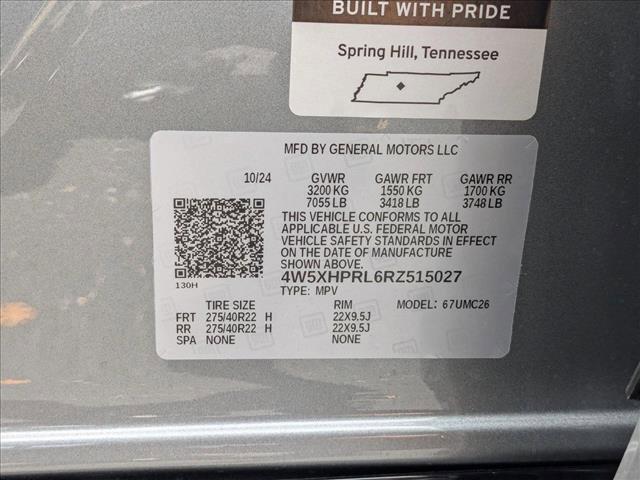 BUILT WITH PRIDE
Spring Hill, Tennessee
MFD BY GENERAL MOTORS LLC
10/24 GVWR GAWR FRT GAWR RR
3200 KG 1550 KG 1700 KG
7055 LB 3418 LB 3748 LB
THIS VEHICLE CONFORMS TO ALL
APPLICABLE U.S. FEDERAL MOTOR
VEHICLE SAFETY STANDARDS IN EFFECT
ON THE DATE OF MANUFACTURE
SHOWN ABOVE.
130H
4W5XHPRL6RZ515027
TYPE: MPV
TIRE SIZE RIM MODEL: 67UMC26
FRT 275/40R22 H 22X9.5J
RR 275/40R22 H 22X9.5J
SPA NONE NONE